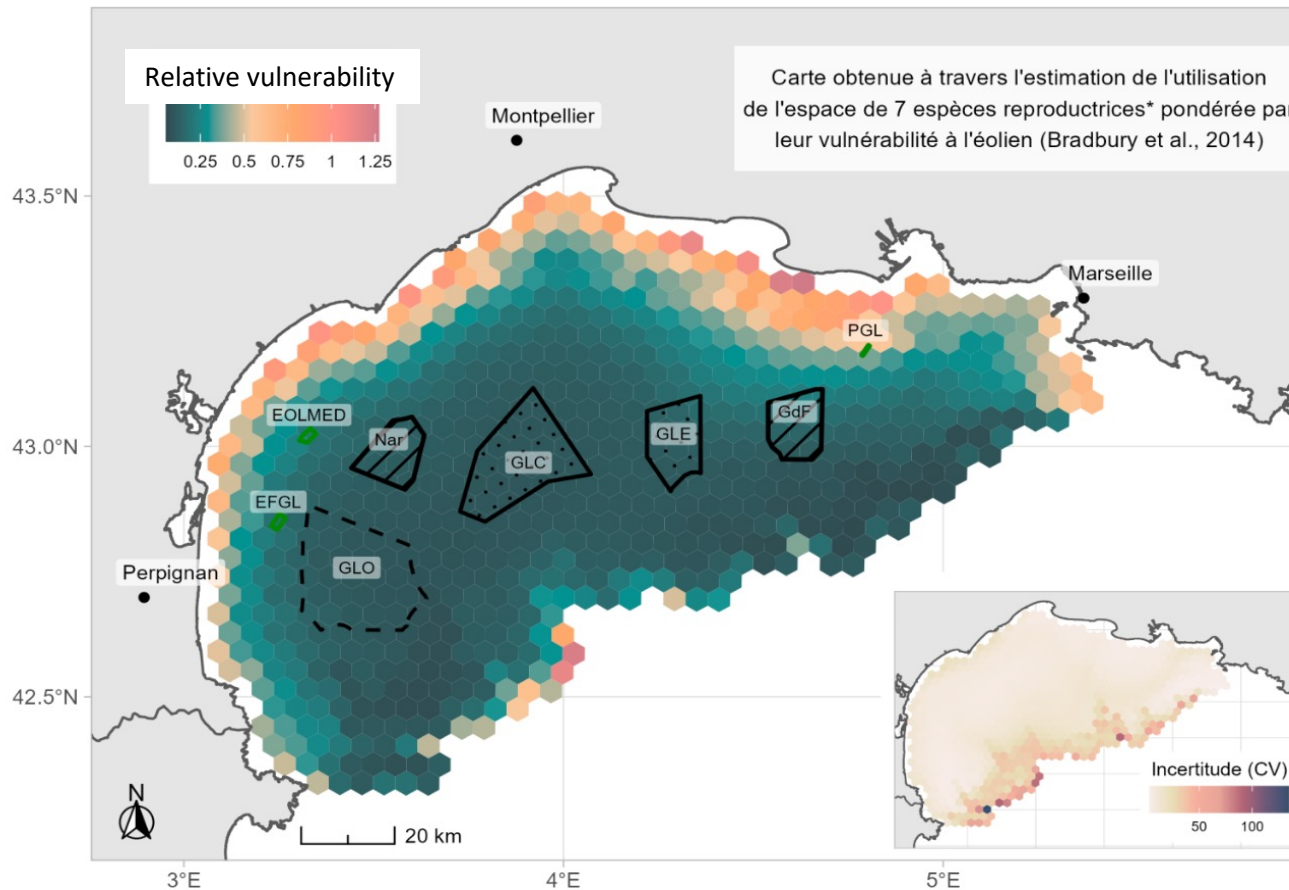 Relative vulnerability
0.25 0.5 0.75 1 1.25
Carte obtenue à travers l'estimation de l'utilisation
de l'espace de 7 espèces reproductrices* pondérée par
leur vulnérabilité à l'éolien (Bradbury et al., 2014)
Montpellier
43.5°N
Marseille
PGL
EOLMED
Nar
GLC
GLE
GdF
43.0°N
EFGL
GLO
Perpignan
42.5°N
Incertitude (CV)
50 100
N
20 km
3°E 4°E 5°E